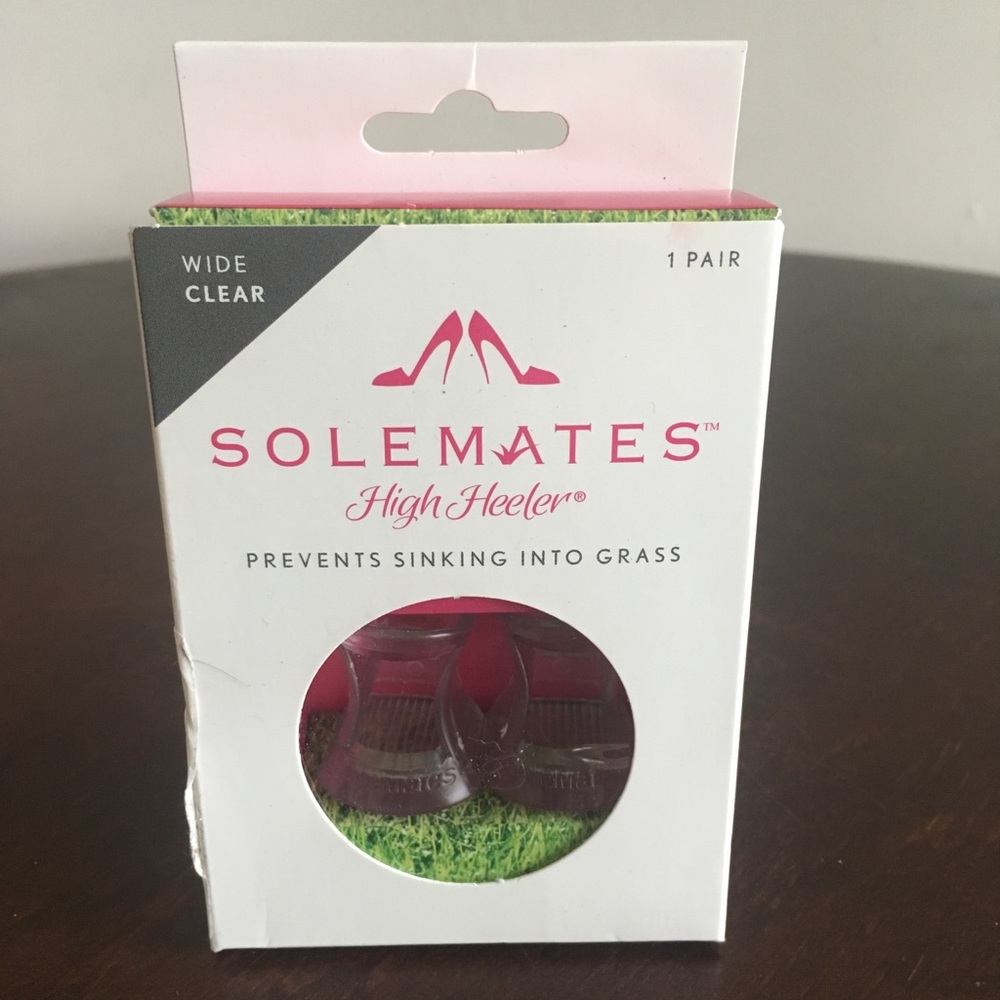 WIDE
CLEAR
1 PAIR
SOLEMATES™
High Heeler®
PREVENTS SINKING INTO GRASS